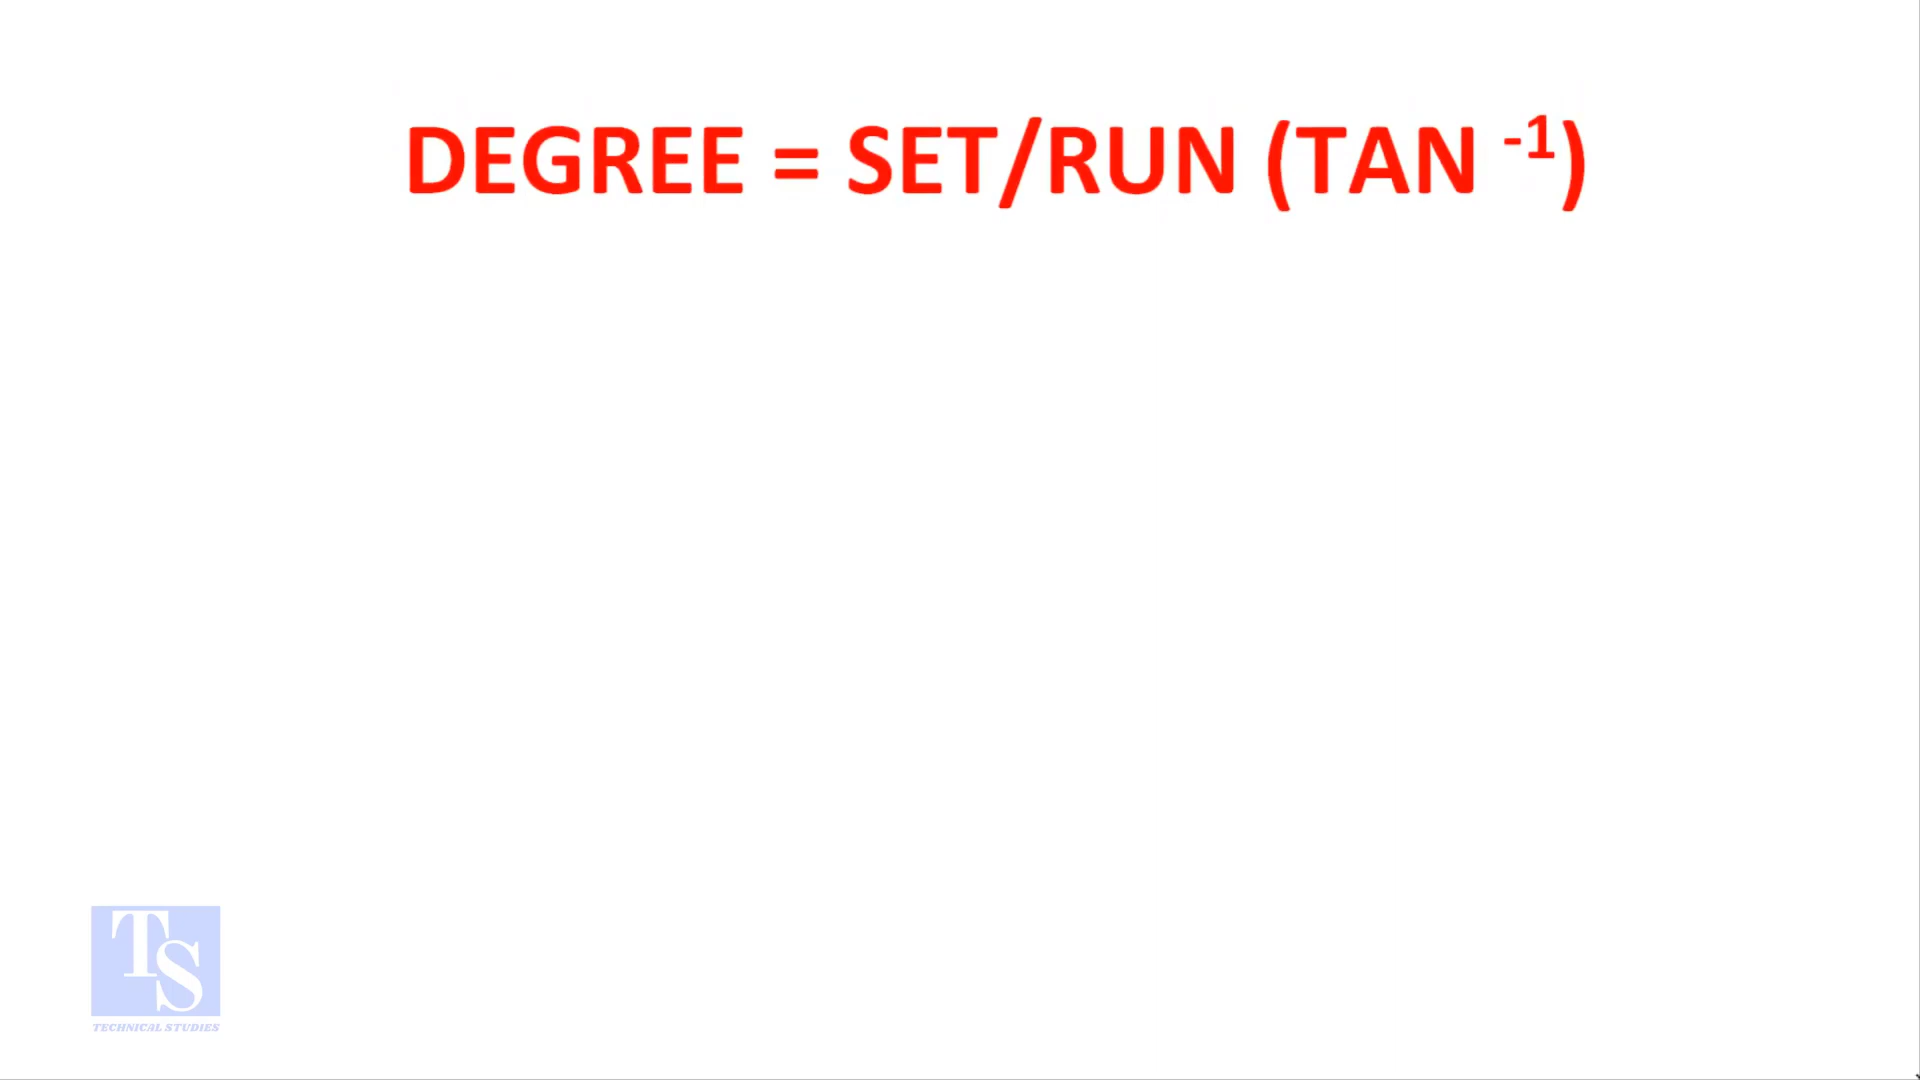 DEGREE = SET/RUN (TAN ⁻¹)
TS
TECHNICAL STUDIES